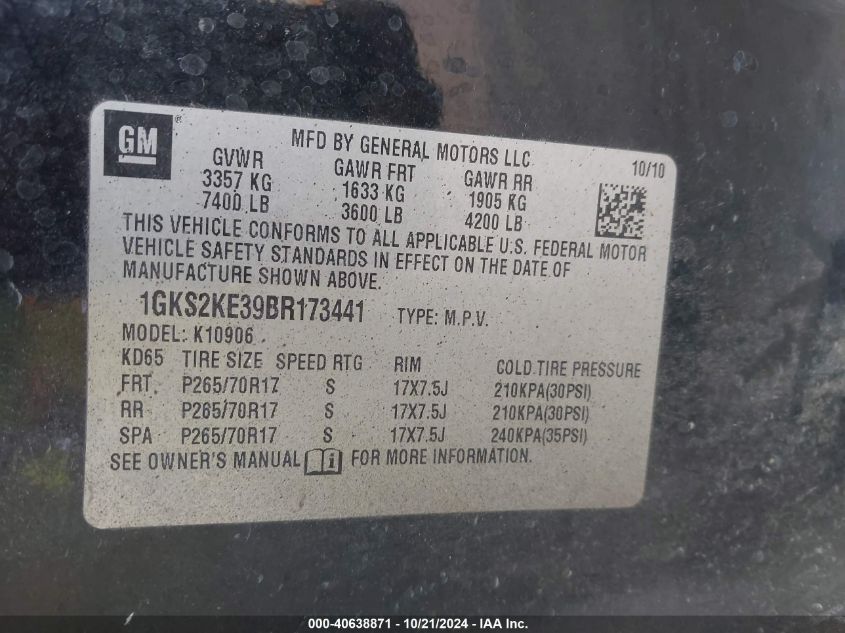 GM ®
MFD BY GENERAL MOTORS LLC 10/10
GVWR GAWR FRT GAWR RR
3357 KG 1633 KG 1905 KG
7400 LB 3600 LB 4200 LB
THIS VEHICLE CONFORMS TO ALL APPLICABLE U.S. FEDERAL MOTOR
VEHICLE SAFETY STANDARDS IN EFFECT ON THE DATE OF
MANUFACTURE SHOWN ABOVE.
1GKS2KE39BR173441 TYPE: M.P.V.
MODEL: K10906
KD65 TIRE SIZE SPEED RTG RIM COLD TIRE PRESSURE
FRT P265/70R17 S 17X7.5J 210KPA(30PSI)
RR P265/70R17 S 17X7.5J 210KPA(30PSI)
SPA P265/70R17 S 17X7.5J 240KPA(35PSI)
SEE OWNER'S MANUAL i FOR MORE INFORMATION.
000-40638871 - 10/21/2024 - IAA Inc.